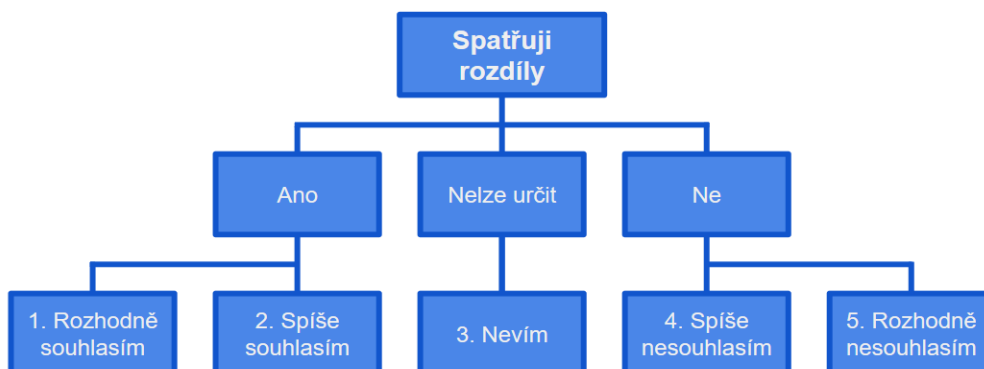 Spatřuji
rozdíly
Ano
Nelze určit
Ne
1. Rozhodně
souhlasím
2. Spíše
souhlasím
3. Nevím
4. Spíše
nesouhlasím
5. Rozhodně
nesouhlasím